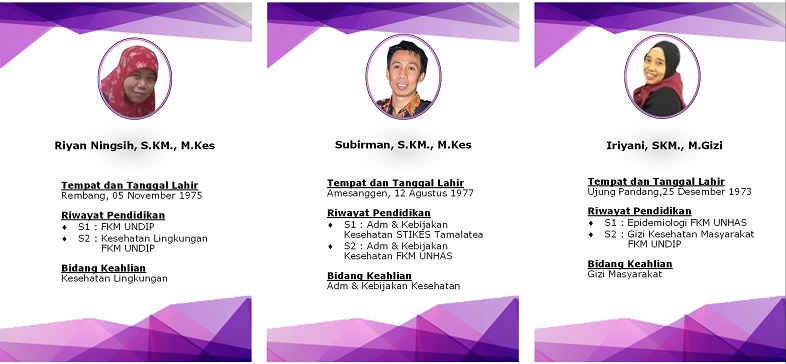 Riyan Ningsih, S.KM., M.Kes
Tempat dan Tanggal Lahir
Rembang, 05 November 1975
Riwayat Pendidikan
♦ S1 : FKM UNDIP
♦ S2 : Kesehatan Lingkungan
FKM UNDIP
Bidang Keahlian
Kesehatan Lingkungan
Subirman, S.KM., M.Kes
Tempat dan Tanggal Lahir
Amesanggen, 12 Agustus 1977
Riwayat Pendidikan
♦ S1 : Adm & Kebijakan
Kesehatan STIKES Tamalatea
♦ S2 : Adm & Kebijakan
Kesehatan FKM UNHAS
Bidang Keahlian
Adm & Kebijakan Kesehatan
Iriyani, SKM., M.Gizi
Tempat dan Tanggal Lahir
Ujung Pandang,25 Desember 1973
Riwayat Pendidikan
♦ S1 : Epidemiologi FKM UNHAS
♦ S2 : Gizi Kesehatan Masyarakat
FKM UNDIP
Bidang Keahlian
Gizi Masyarakat